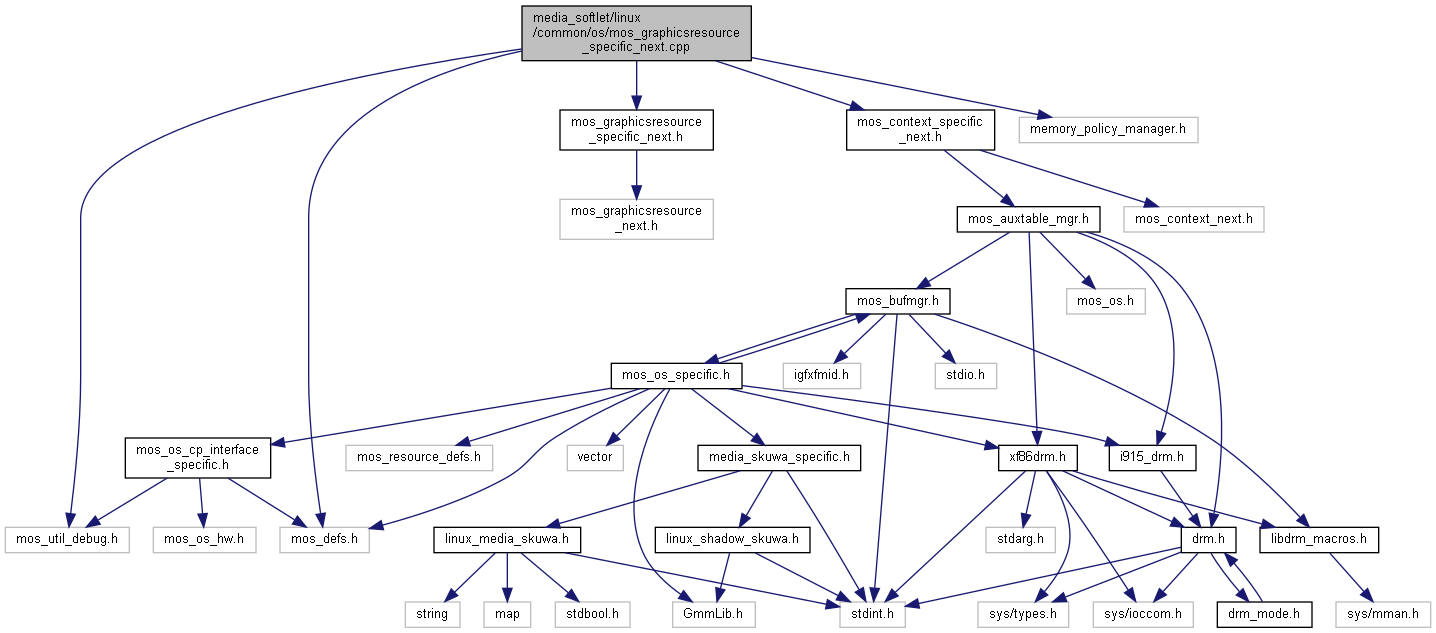 media_softlet/linux
/common/os/mos_graphicsresource
_specific_next.cpp
mos_graphicsresource
_specific_next.h
mos_context_specific
_next.h
memory_policy_manager.h
mos_graphicsresource
_next.h
mos_auxtable_mgr.h
mos_context_next.h
mos_bufmgr.h
mos_os.h
mos_os_specific.h
igfxfmid.h
stdio.h
mos_os_cp_interface
_specific.h
mos_resource_defs.h
vector
media_skuwa_specific.h
xf86drm.h
i915_drm.h
mos_util_debug.h
mos_os_hw.h
mos_defs.h
linux_media_skuwa.h
linux_shadow_skuwa.h
stdarg.h
drm.h
libdrm_macros.h
string
map
stdbool.h
GmmLib.h
stdint.h
sys/types.h
sys/ioccom.h
drm_mode.h
sys/mman.h